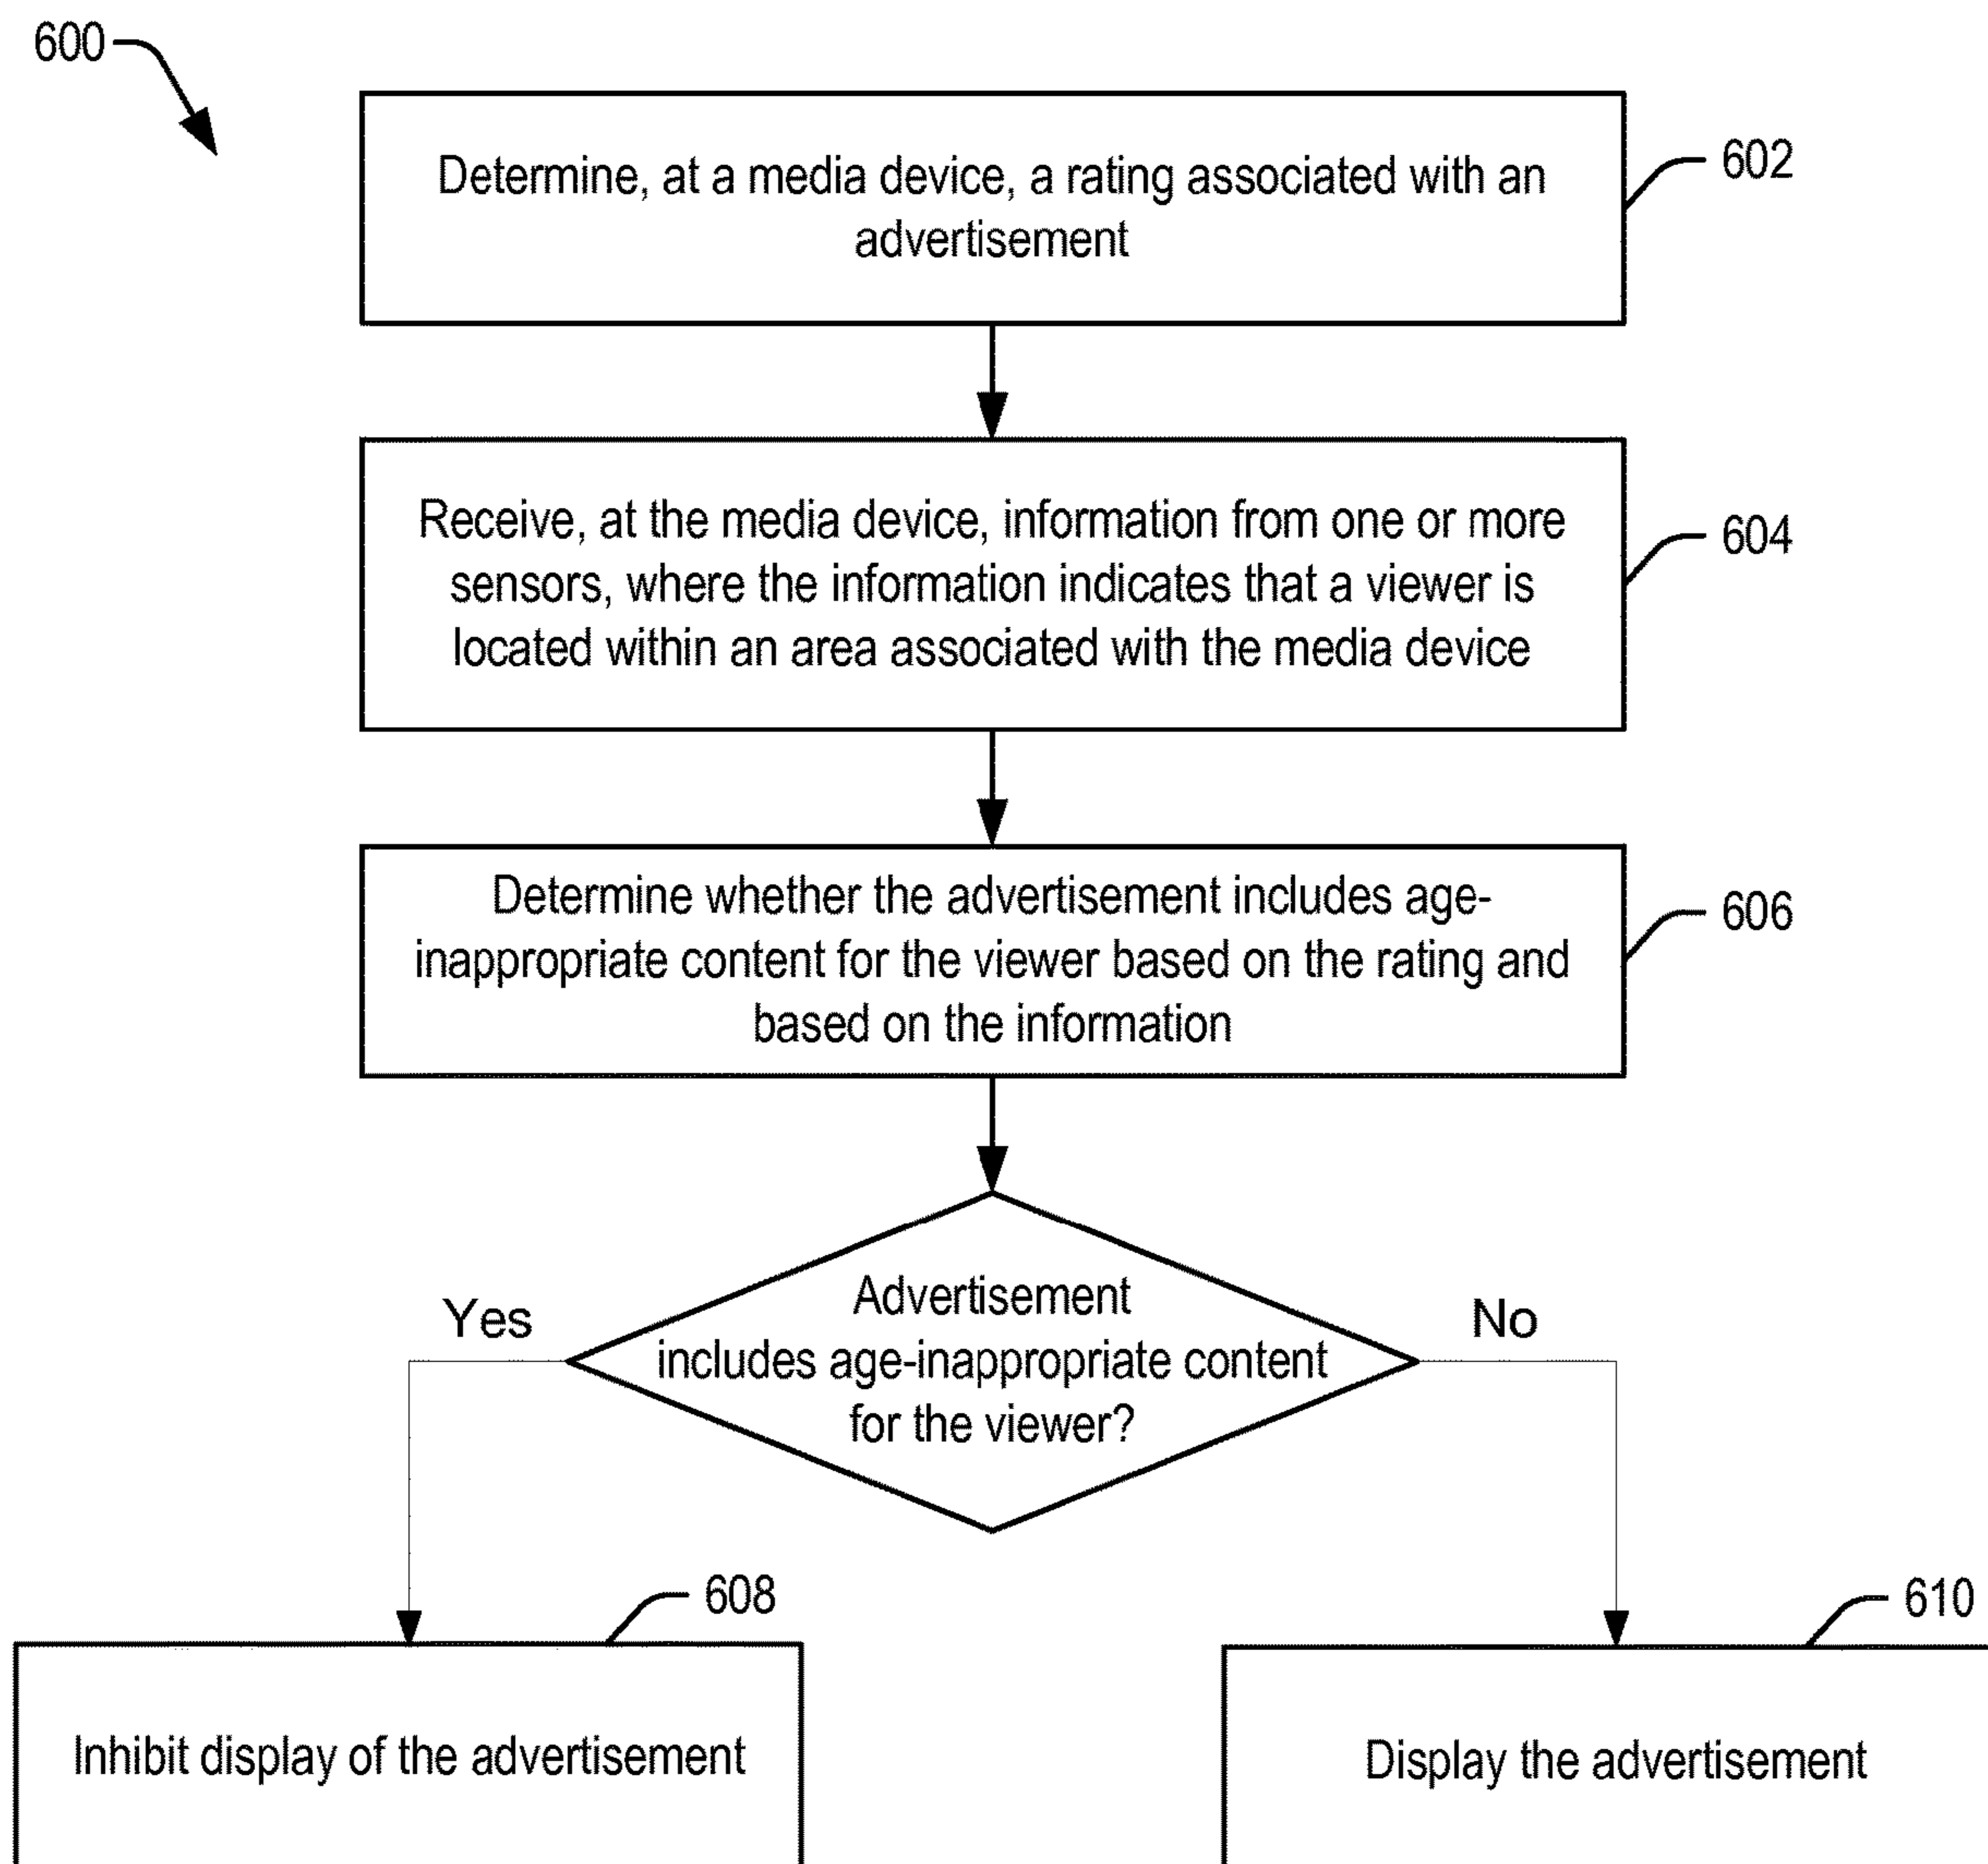 600
Determine, at a media device, a rating associated with an
advertisement
602
Receive, at the media device, information from one or more
sensors, where the information indicates that a viewer is
located within an area associated with the media device
604
Determine whether the advertisement includes age-
inappropriate content for the viewer based on the rating and
based on the information
606
Advertisement
includes age-inappropriate content
for the viewer?
Yes
No
608
Inhibit display of the advertisement
610
Display the advertisement